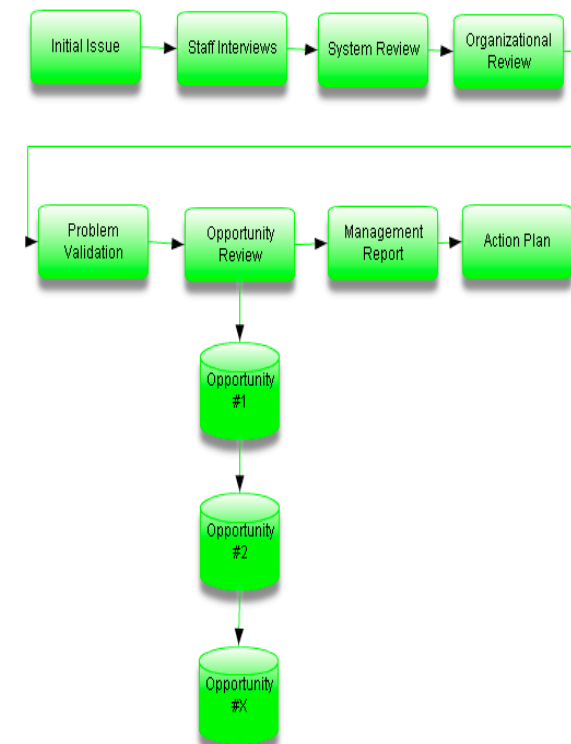 Initial Issue
Staff Interviews
System Review
Organizational
Review
Problem
Validation
Opportunity
Review
Management
Report
Action Plan
Opportunity
#1
Opportunity
#2
Opportunity
#X